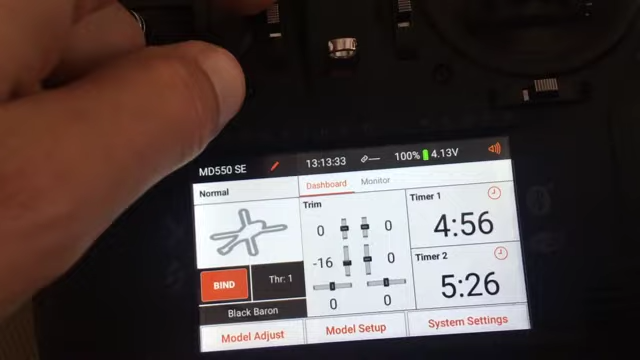 MD550 SE 13:13:33 100% 4.13V
Normal
Dashboard Monitor
Trim
0 0
-16 0
0 0
Timer 1
4:56
Timer 2
5:26
BIND Thr: 1
Black Baron
Model Adjust Model Setup System Settings